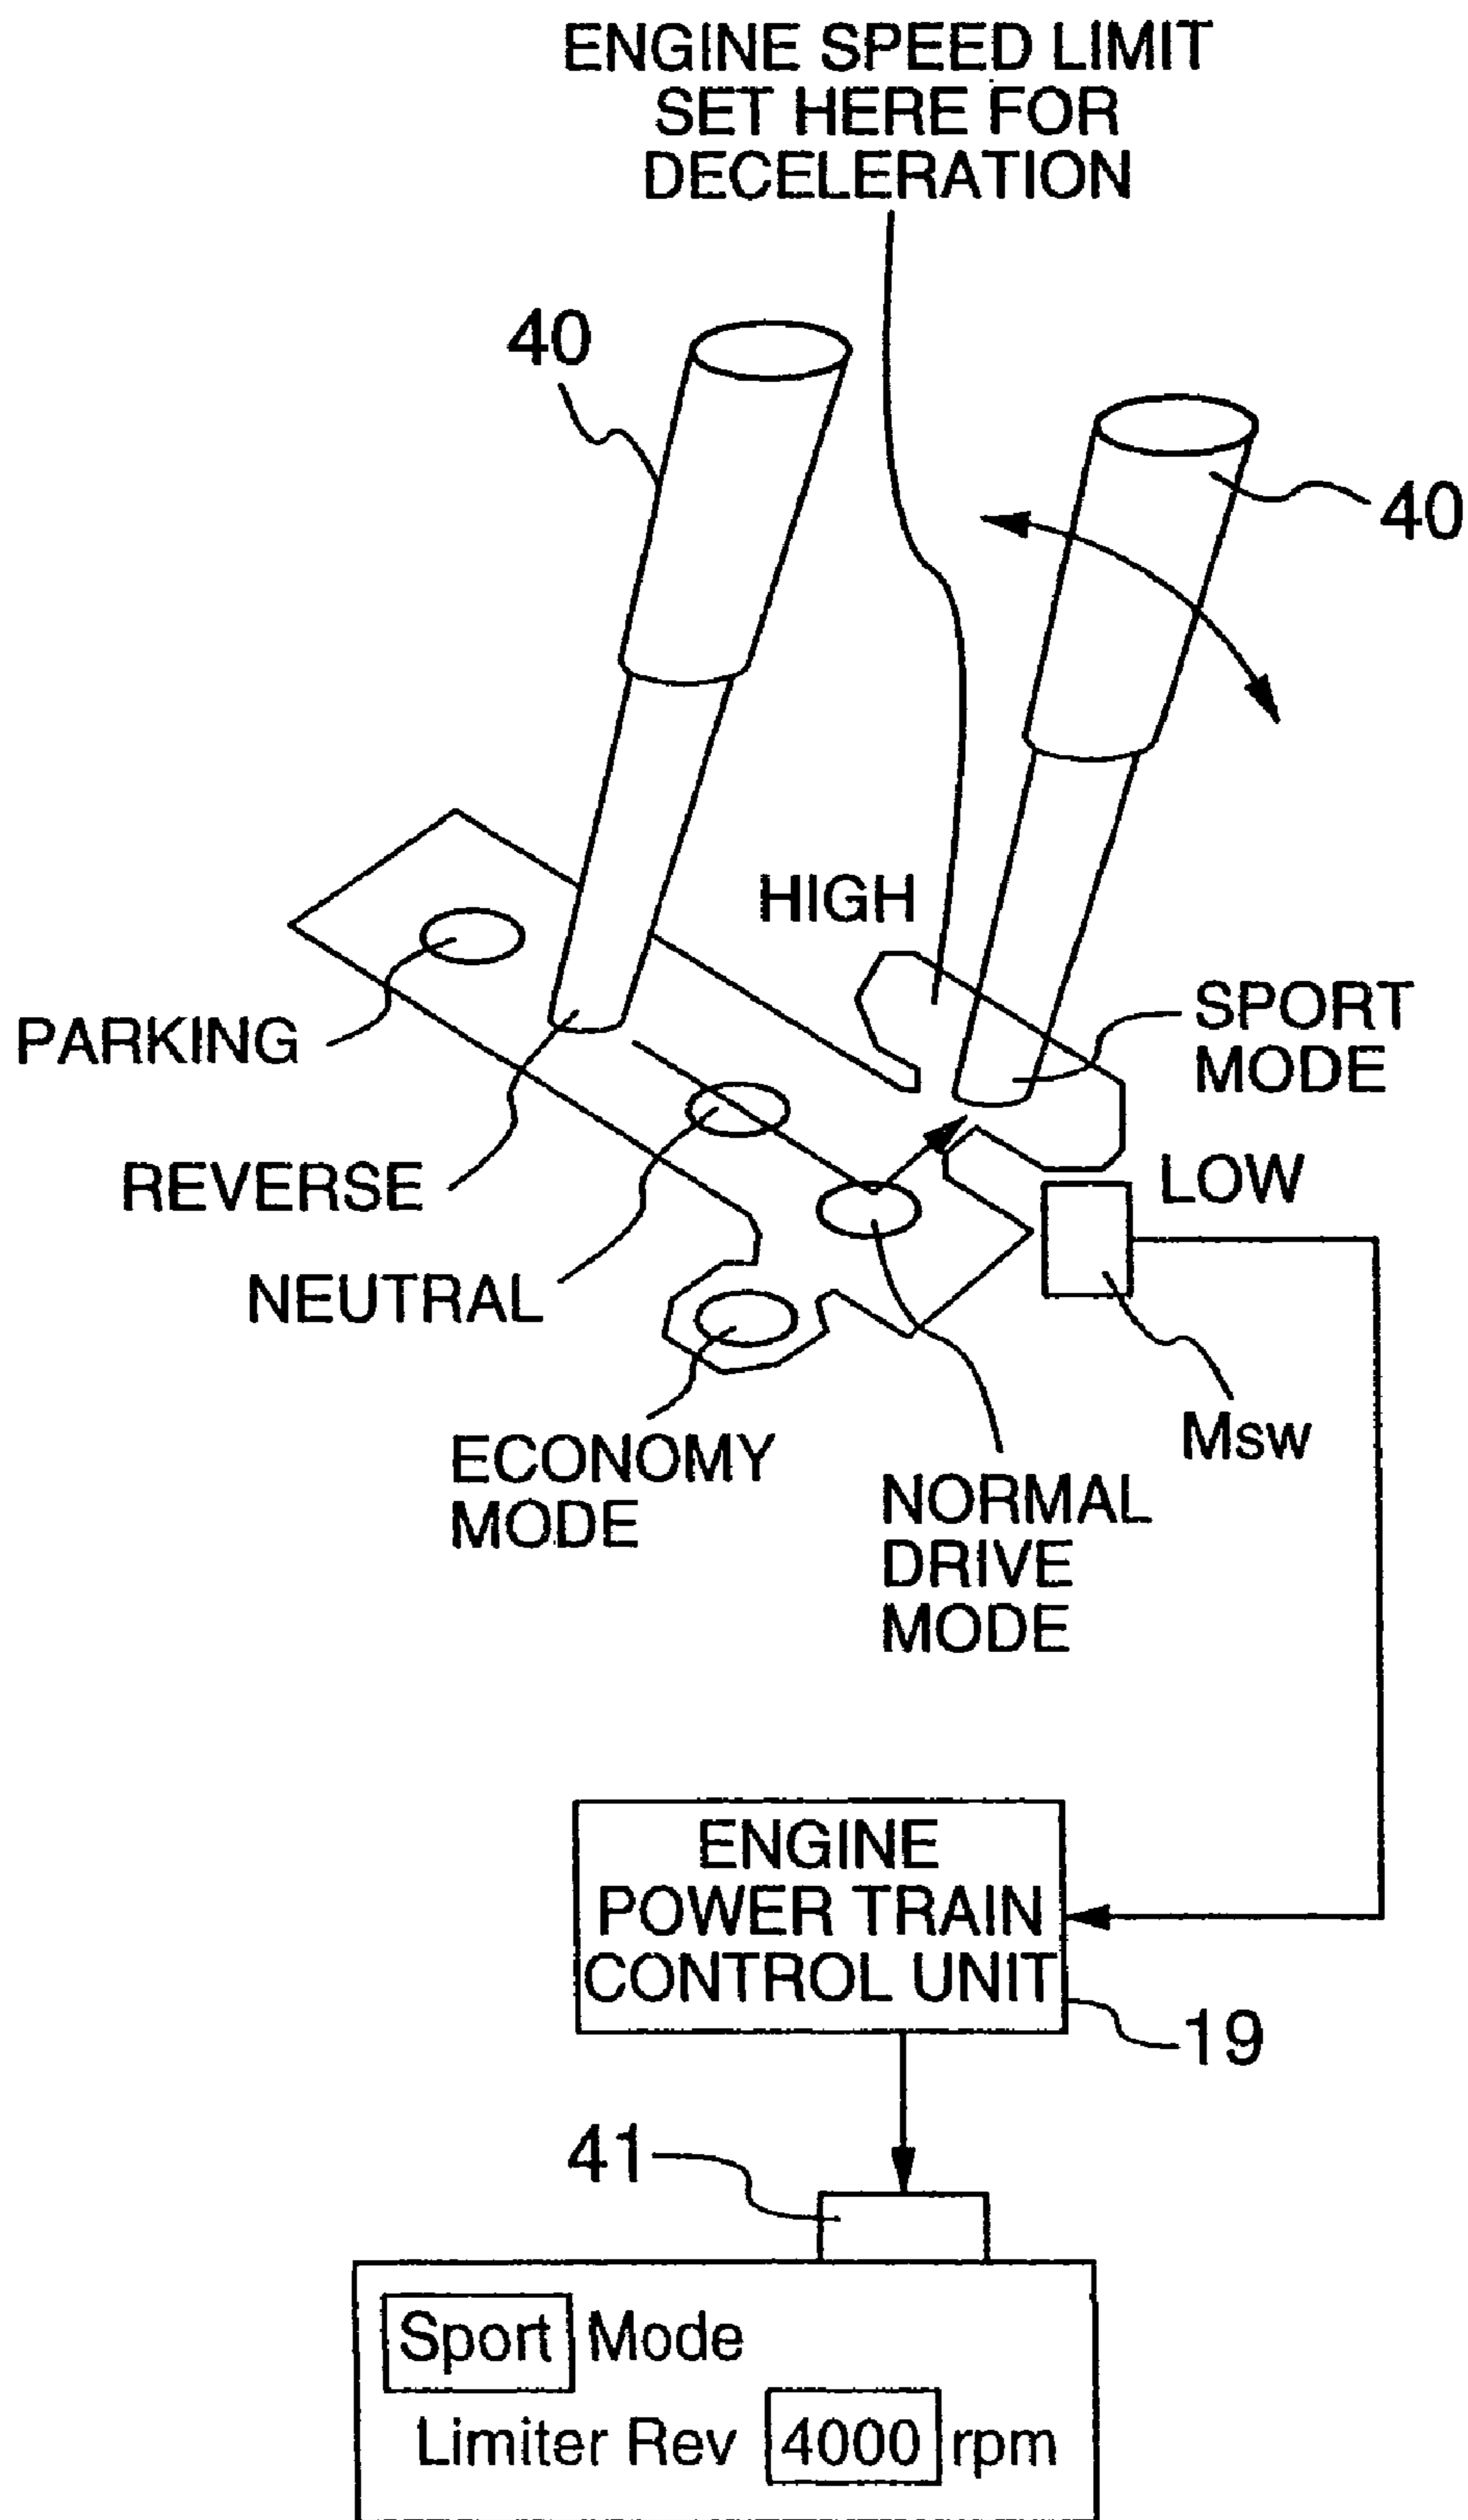 ENGINE SPEED LIMIT
SET HERE FOR
DECELERATION
40
40
HIGH
SPORT
MODE
PARKING
LOW
REVERSE
NEUTRAL
Msw
ECONOMY
MODE
NORMAL
DRIVE
MODE
ENGINE
POWER TRAIN
CONTROL UNIT
19
41
Sport Mode
Limiter Rev 4000 rpm